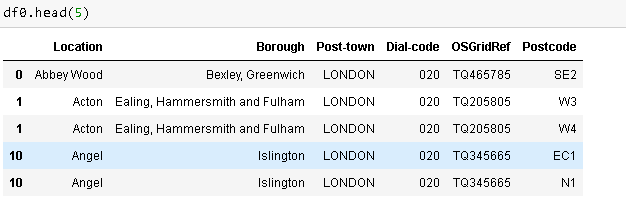 df0.head(5)
Location Borough Post-town Dial-code OSGridRef Postcode
0 Abbey Wood Bexley, Greenwich LONDON 020 TQ465785 SE2
1 Acton Ealing, Hammersmith and Fulham LONDON 020 TQ205805 W3
1 Acton Ealing, Hammersmith and Fulham LONDON 020 TQ205805 W4
10 Angel Islington LONDON 020 TQ345665 EC1
10 Angel Islington LONDON 020 TQ345665 N1